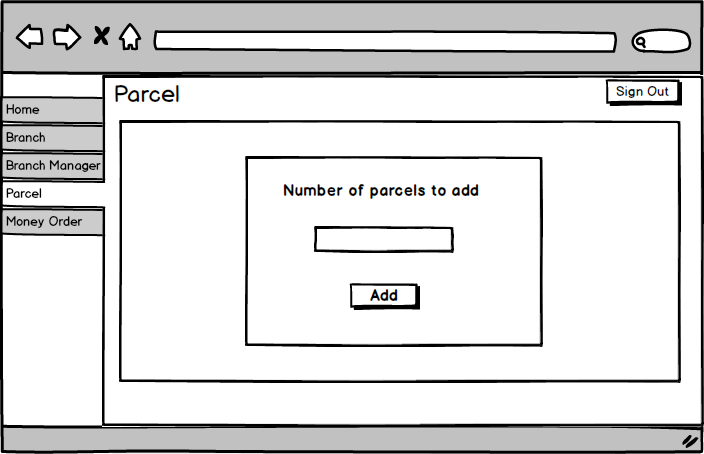 Parcel
Sign Out
Home
Branch
Branch Manager
Parcel
Money Order
Number of parcels to add
Add